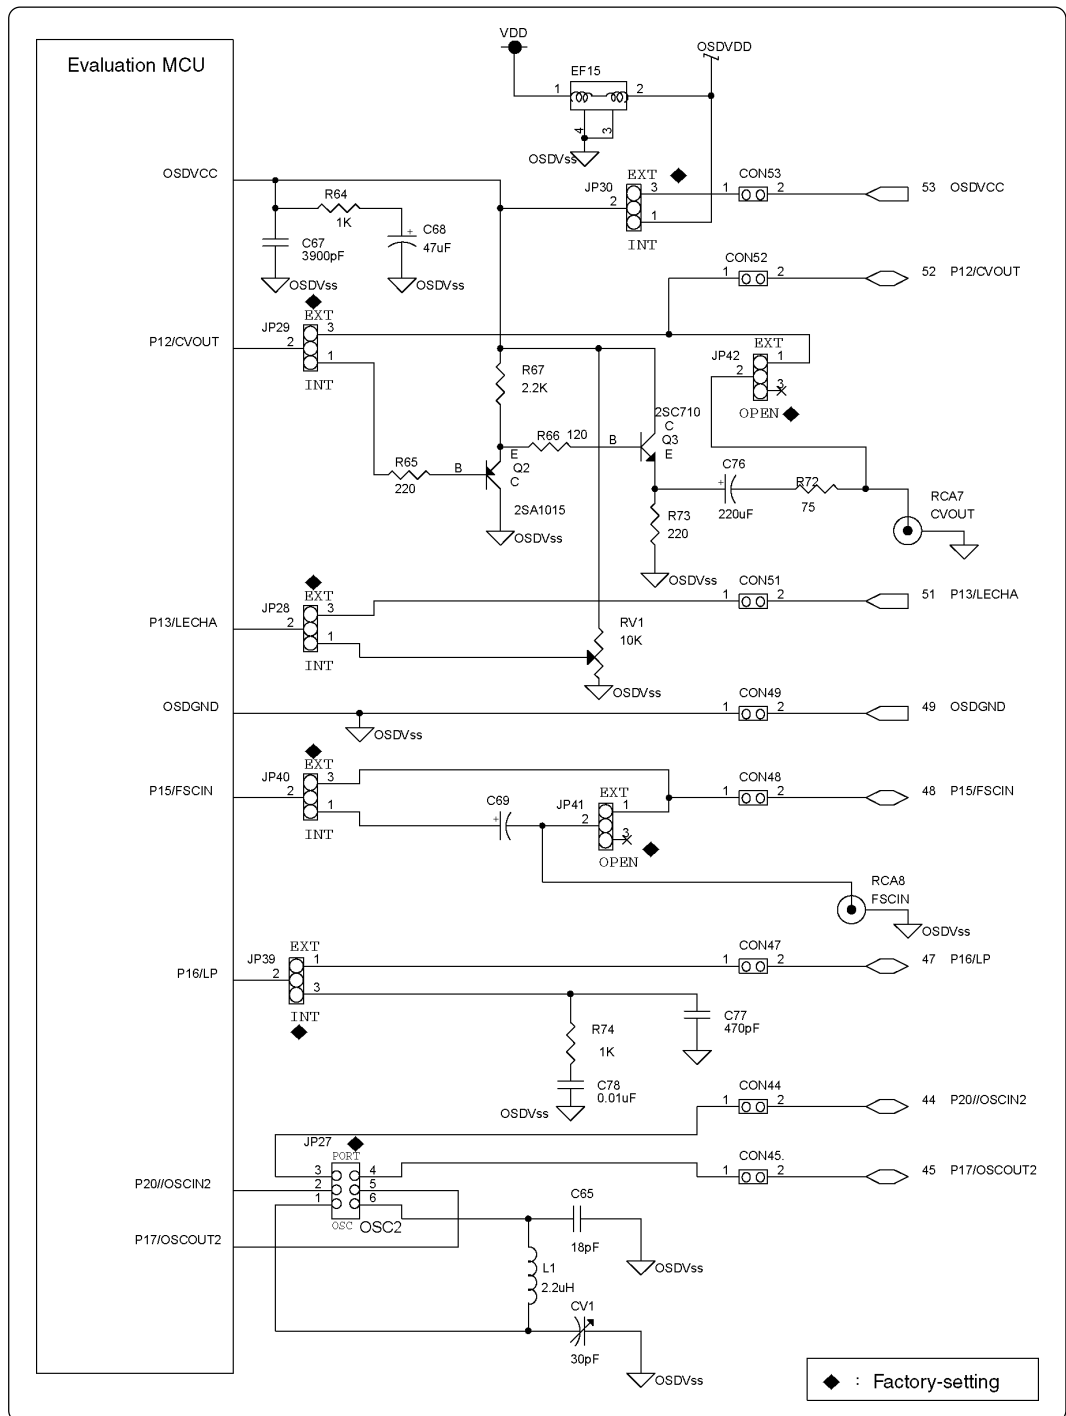 VDD
OSDVDD
Evaluation MCU
EF15
1
2
4
3
OSDVss
OSDVCC
EXT
CON53
R64
JP30
3
1
2
53 OSDVCC
2
1K
1
C67
3900pF
C68
47uF
+
INT
CON52
OSDVss
OSDVss
1
2
52 P12/CVOUT
EXT
JP29
3
P12/CVOUT
2
1
EXT
JP42
1
2
3
INT
R67
2.2K
OPEN
2SC710
C
Q3
E
R66
120
B
R65
220
B
E
Q2
C
2SA1015
C76
+
220uF
R72
75
RCA7
CVOUT
R73
220
OSDVss
OSDVss
EXT
CON51
JP28
3
1
2
51 P13/LECHA
P13/LECHA
2
1
RV1
10K
INT
OSDVss
CON49
OSDGND
1
2
49 OSDGND
OSDVss
EXT
JP40
3
CON48
P15/FSCIN
2
1
2
48 P15/FSCIN
1
INT
C69
+
EXT
JP41
1
2
3
OPEN
RCA8
FSCIN
OSDVss
EXT
CON47
JP39
1
1
2
47 P16/LP
P16/LP
2
3
INT
R74
1K
C77
470pF
C78
0.01uF
OSDVss
CON44
1
2
44 P20//OSCIN2
JP27
PORT
CON45.
3
4
1
2
45 P17/OSCOUT2
P20//OSCIN2
2
5
1
6
OSC
OSC2
C65
18pF
P17/OSCOUT2
OSDVss
L1
2.2uH
CV1
30pF
OSDVss
: Factory-setting